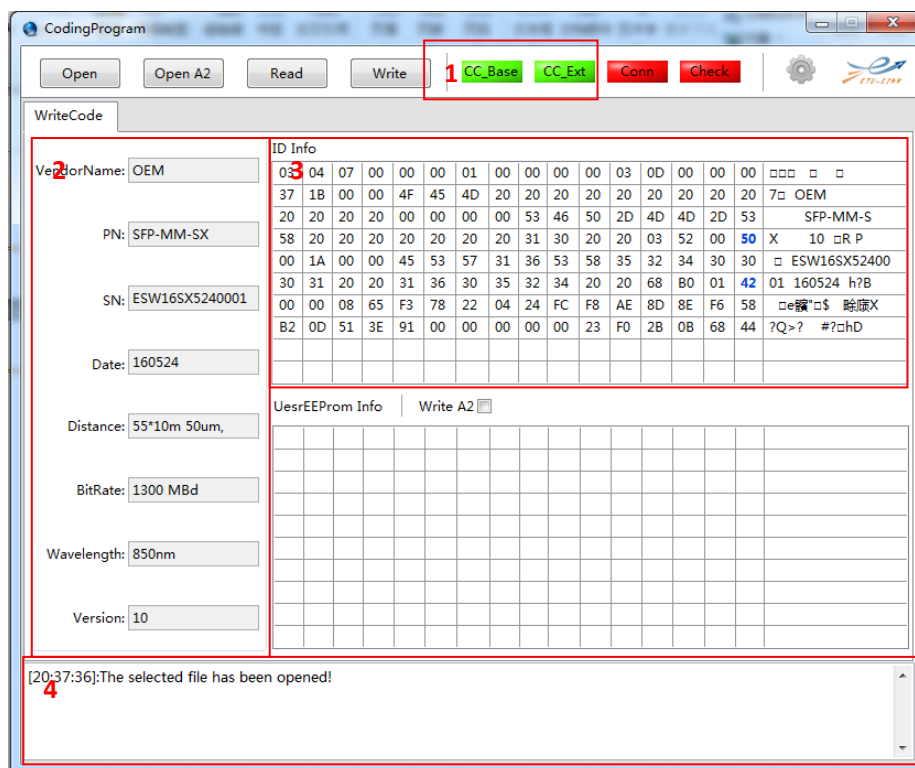 CodingProgram
Open Open A2 Read Write 1 CC_Base CC_Ext Conn Check
WriteCode
2
VendorName: OEM
PN: SFP-MM-SX
SN: ESW16SX5240001
Date: 160524
Distance: 55*10m 50um,
BitRate: 1300 MBd
Wavelength: 850nm
Version: 10
ID Info
3
03 04 07 00 00 00 01 00 00 00 00 03 0D 00 00 00
37 1B 00 00 4F 45 4D 20 20 20 20 20 20 20 20 20 7□ OEM
20 20 20 20 00 00 00 00 53 46 50 2D 4D 4D 2D 53 SFP-MM-S
58 20 20 20 20 20 20 20 31 30 20 20 03 52 00 50 X 10 □R P
00 1A 00 00 45 53 57 31 36 53 58 35 32 34 30 30 □ ESW16SX52400
30 31 20 20 31 36 30 35 32 34 20 20 68 B0 01 42 01 160524 h?B
00 00 08 65 F3 78 22 04 24 FC F8 AE 8D 8E F6 58
B2 0D 51 3E 91 00 00 00 00 00 23 F0 2B 0B 68 44 ?Q>? #?□hD
UesrEEProm Info Write A2
[20:37:36]:The selected file has been opened!
4